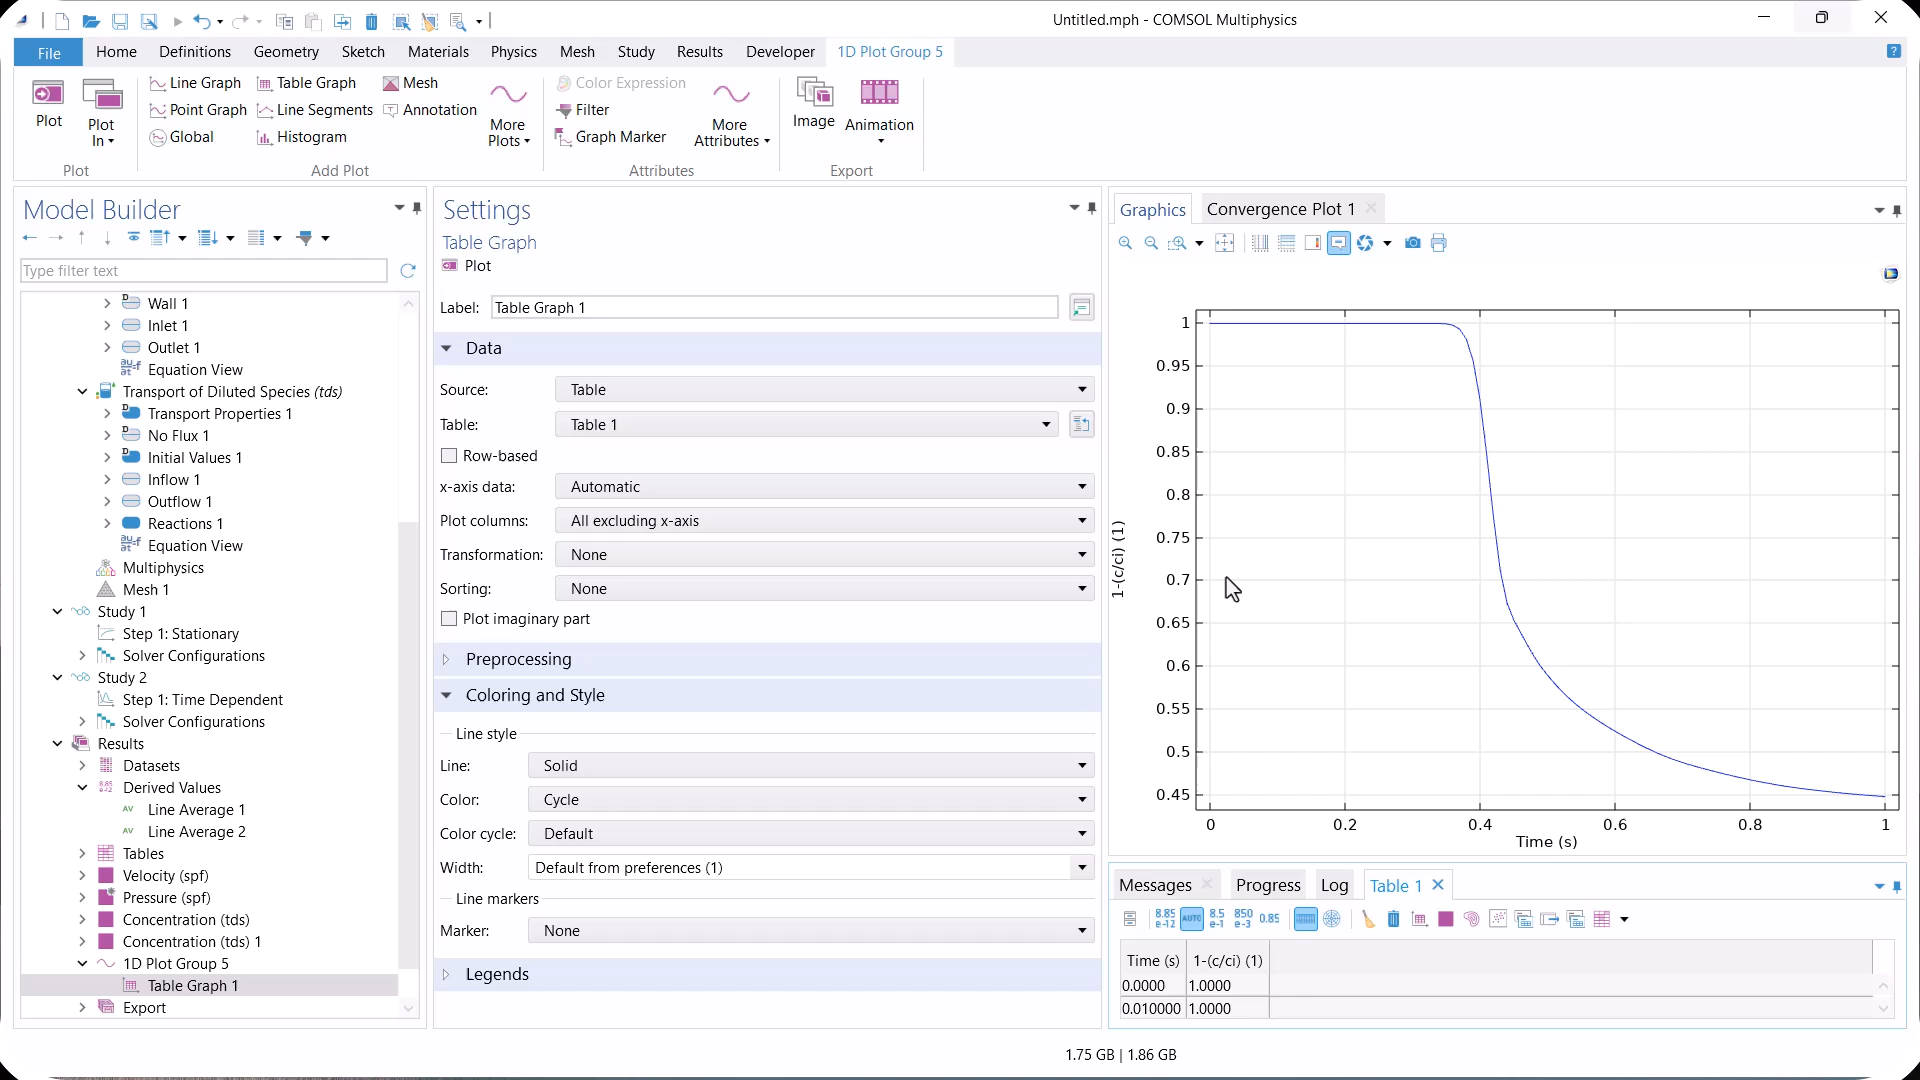 Untitled.mph - COMSOL Multiphysics
File Home Definitions Geometry Sketch Materials Physics Mesh Study Results Developer 1D Plot Group 5
Plot
Plot In
Plot
Line Graph
Point Graph
Global
Table Graph
Line Segments
Histogram
Mesh
Annotation
More Plots
Add Plot
Color Expression
Filter
Graph Marker
More Attributes
Attributes
Image
Animation
Export
Model Builder
Type filter text
Wall 1
Inlet 1
Outlet 1
Equation View
Transport of Diluted Species (tds)
Transport Properties 1
No Flux 1
Initial Values 1
Inflow 1
Outflow 1
Reactions 1
Equation View
Multiphysics
Mesh 1
Study 1
Step 1: Stationary
Solver Configurations
Study 2
Step 1: Time Dependent
Solver Configurations
Results
Datasets
Derived Values
Line Average 1
Line Average 2
Tables
Velocity (spf)
Pressure (spf)
Concentration (tds)
Concentration (tds) 1
1D Plot Group 5
Table Graph 1
Export
Settings
Table Graph
Plot
Label: Table Graph 1
Data
Source: Table
Table: Table 1
Row-based
x-axis data: Automatic
Plot columns: All excluding x-axis
Transformation: None
Sorting: None
Plot imaginary part
Preprocessing
Coloring and Style
Line style
Line: Solid
Color: Cycle
Color cycle: Default
Width: Default from preferences (1)
Line markers
Marker: None
Legends
Graphics Convergence Plot 1
1
0.95
0.9
0.85
0.8
0.75
0.7
0.65
0.6
0.55
0.5
0.45
1-(c/ci) (1)
0 0.2 0.4 0.6 0.8 1
Time (s)
Messages Progress Log Table 1
8.85 e-12 AUTO 8.5 e-1 850 e-3 0.85
Time (s) 1-(c/ci) (1)
0.0000 1.0000
0.010000 1.0000
1.75 GB | 1.86 GB